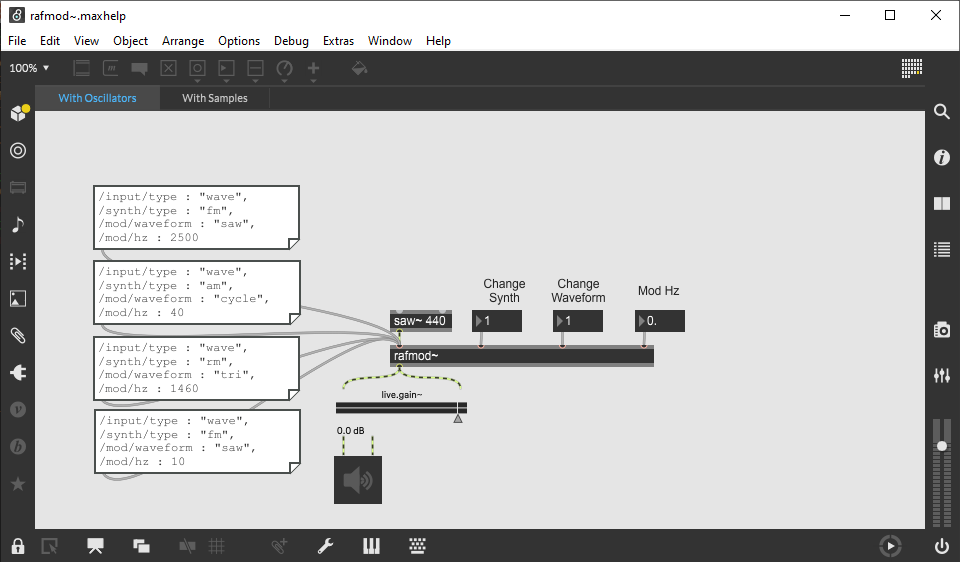 rafmod~.maxhelp
File Edit View Object Arrange Options Debug Extras Window Help
100%
With Oscillators With Samples
/input/type : "wave",
/synth/type : "fm",
/mod/waveform : "saw",
/mod/hz : 2500
/input/type : "wave",
/synth/type : "am",
/mod/waveform : "cycle",
/mod/hz : 40
/input/type : "wave",
/synth/type : "rm",
/mod/waveform : "tri",
/mod/hz : 1460
/input/type : "wave",
/synth/type : "fm",
/mod/waveform : "saw",
/mod/hz : 10
Change
Synth
Change
Waveform
Mod Hz
saw~ 440
1
1
0.
rafmod~
live.gain~
0.0 dB